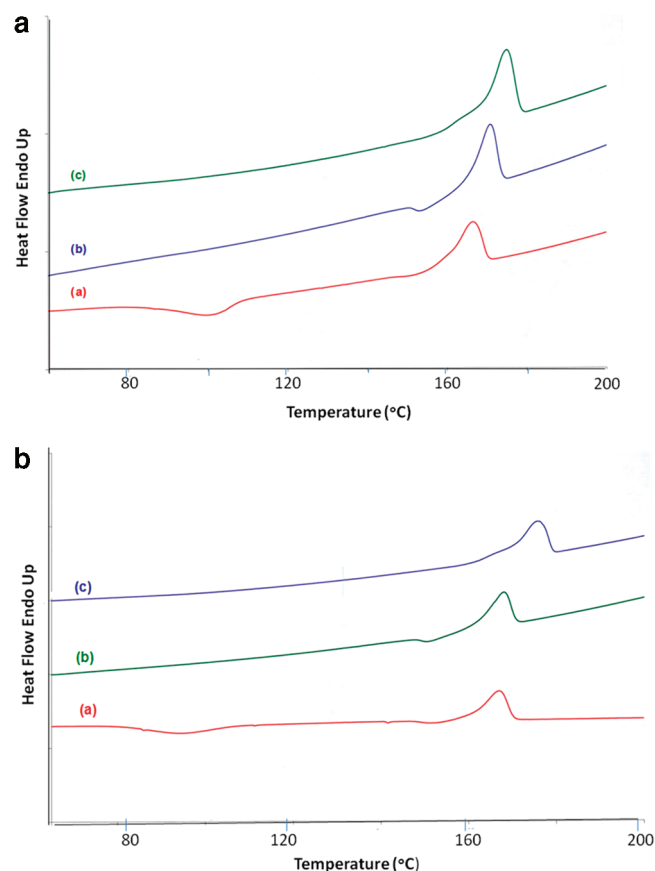 a
Heat Flow Endo Up
(c)
(b)
(a)
80 120 160 200
Temperature (°C)
b
Heat Flow Endo Up
(c)
(b)
(a)
80 120 160 200
Temperature (°C)